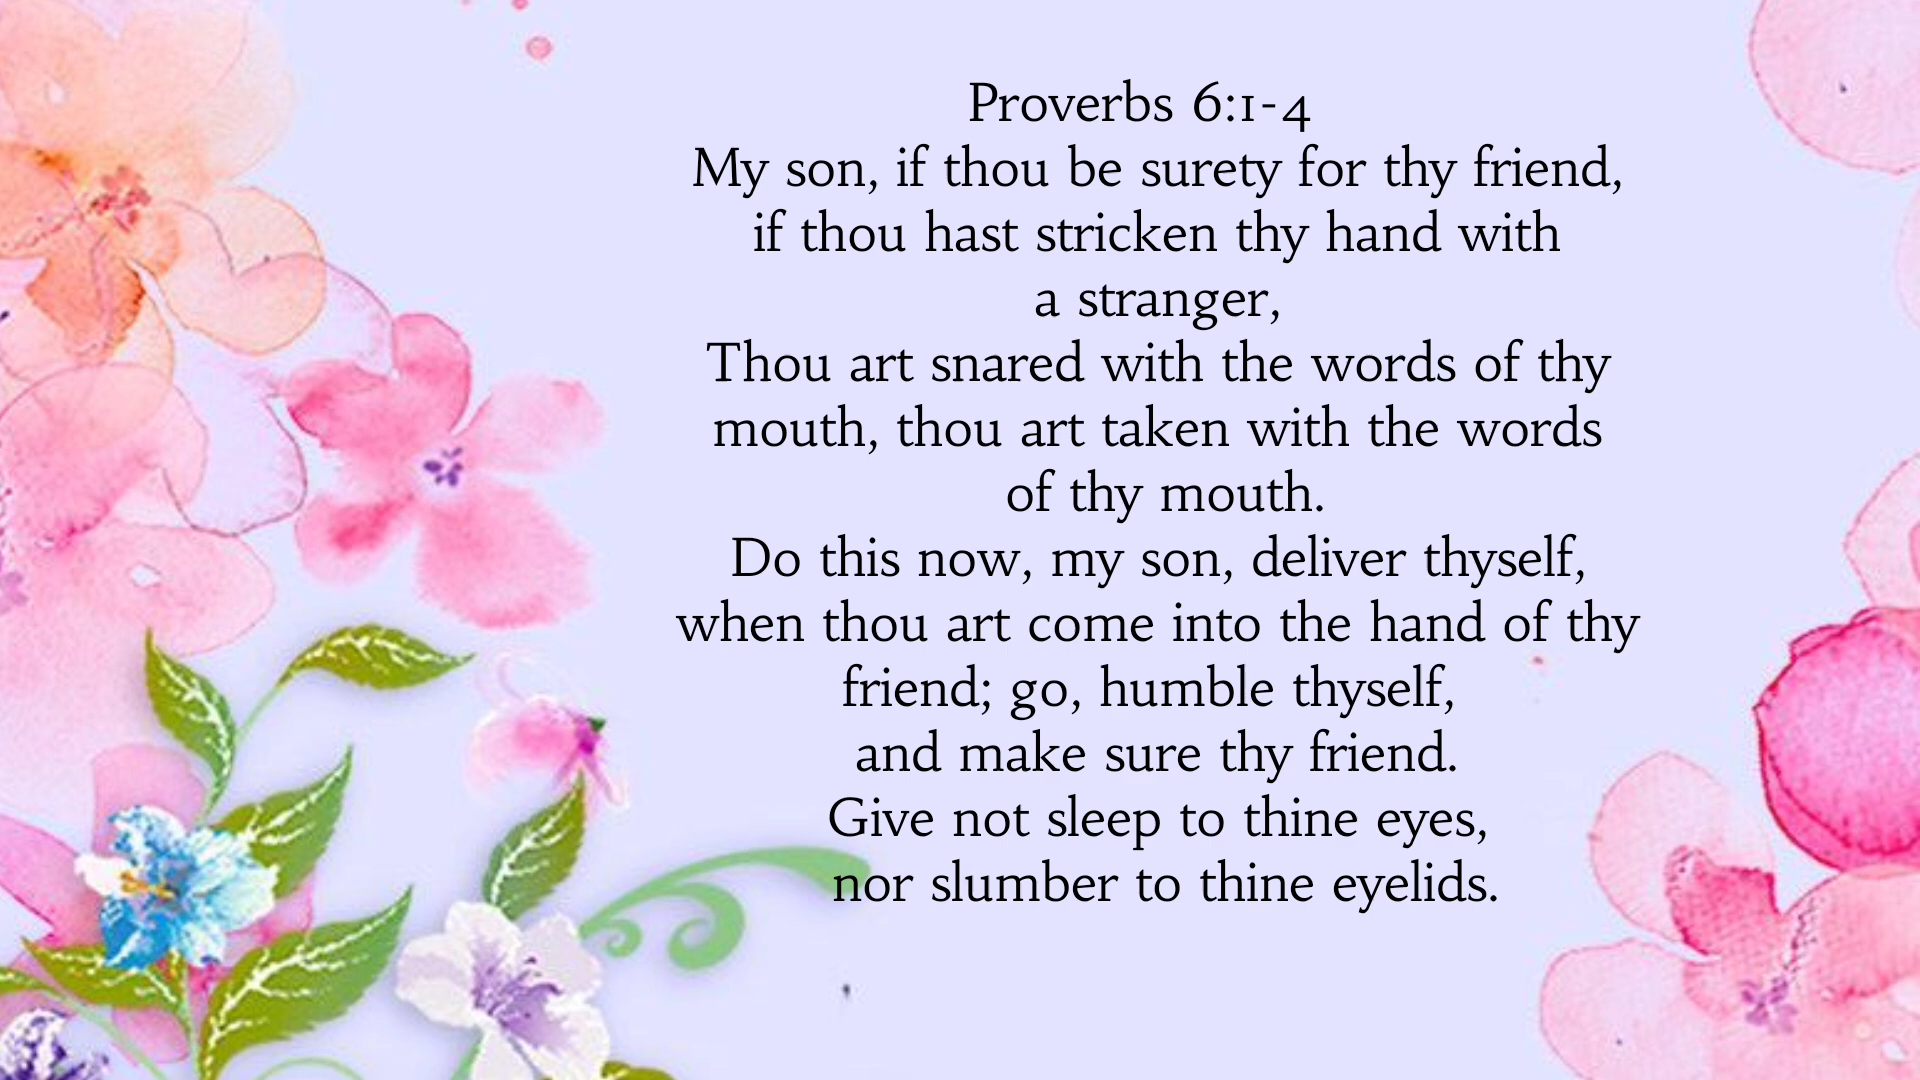 Proverbs 6:1-4
My son, if thou be surety for thy friend,
if thou hast stricken thy hand with
a stranger,
Thou art snared with the words of thy
mouth, thou art taken with the words
of thy mouth.
Do this now, my son, deliver thyself,
when thou art come into the hand of thy
friend; go, humble thyself,
and make sure thy friend.
Give not sleep to thine eyes,
nor slumber to thine eyelids.